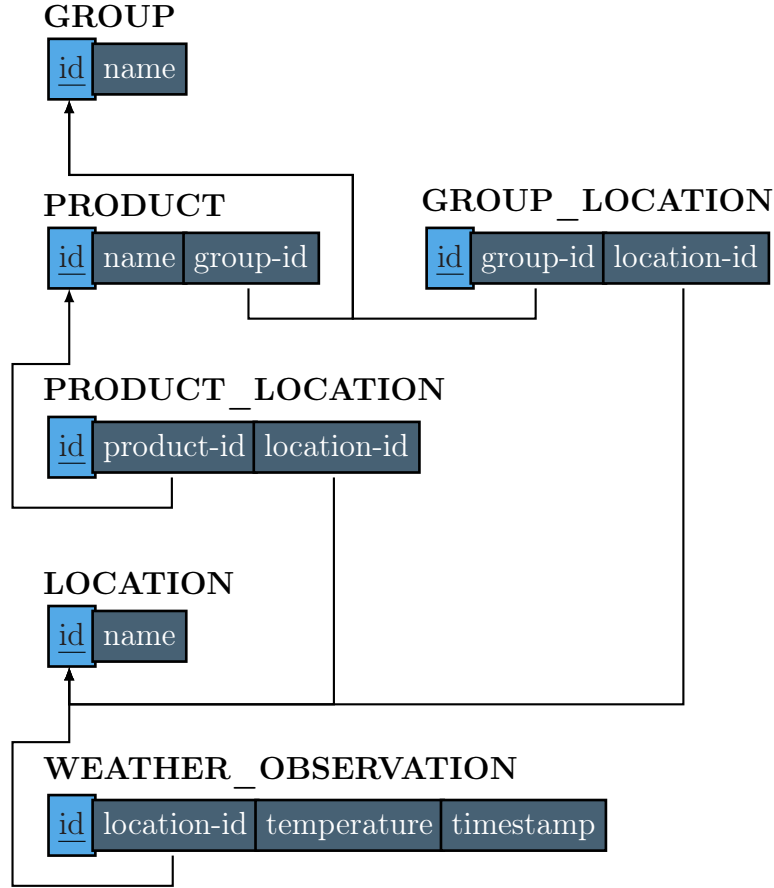 GROUP
id name
PRODUCT
id name group-id
GROUP_LOCATION
id group-id location-id
PRODUCT_LOCATION
id product-id location-id
LOCATION
id name
WEATHER_OBSERVATION
id location-id temperature timestamp